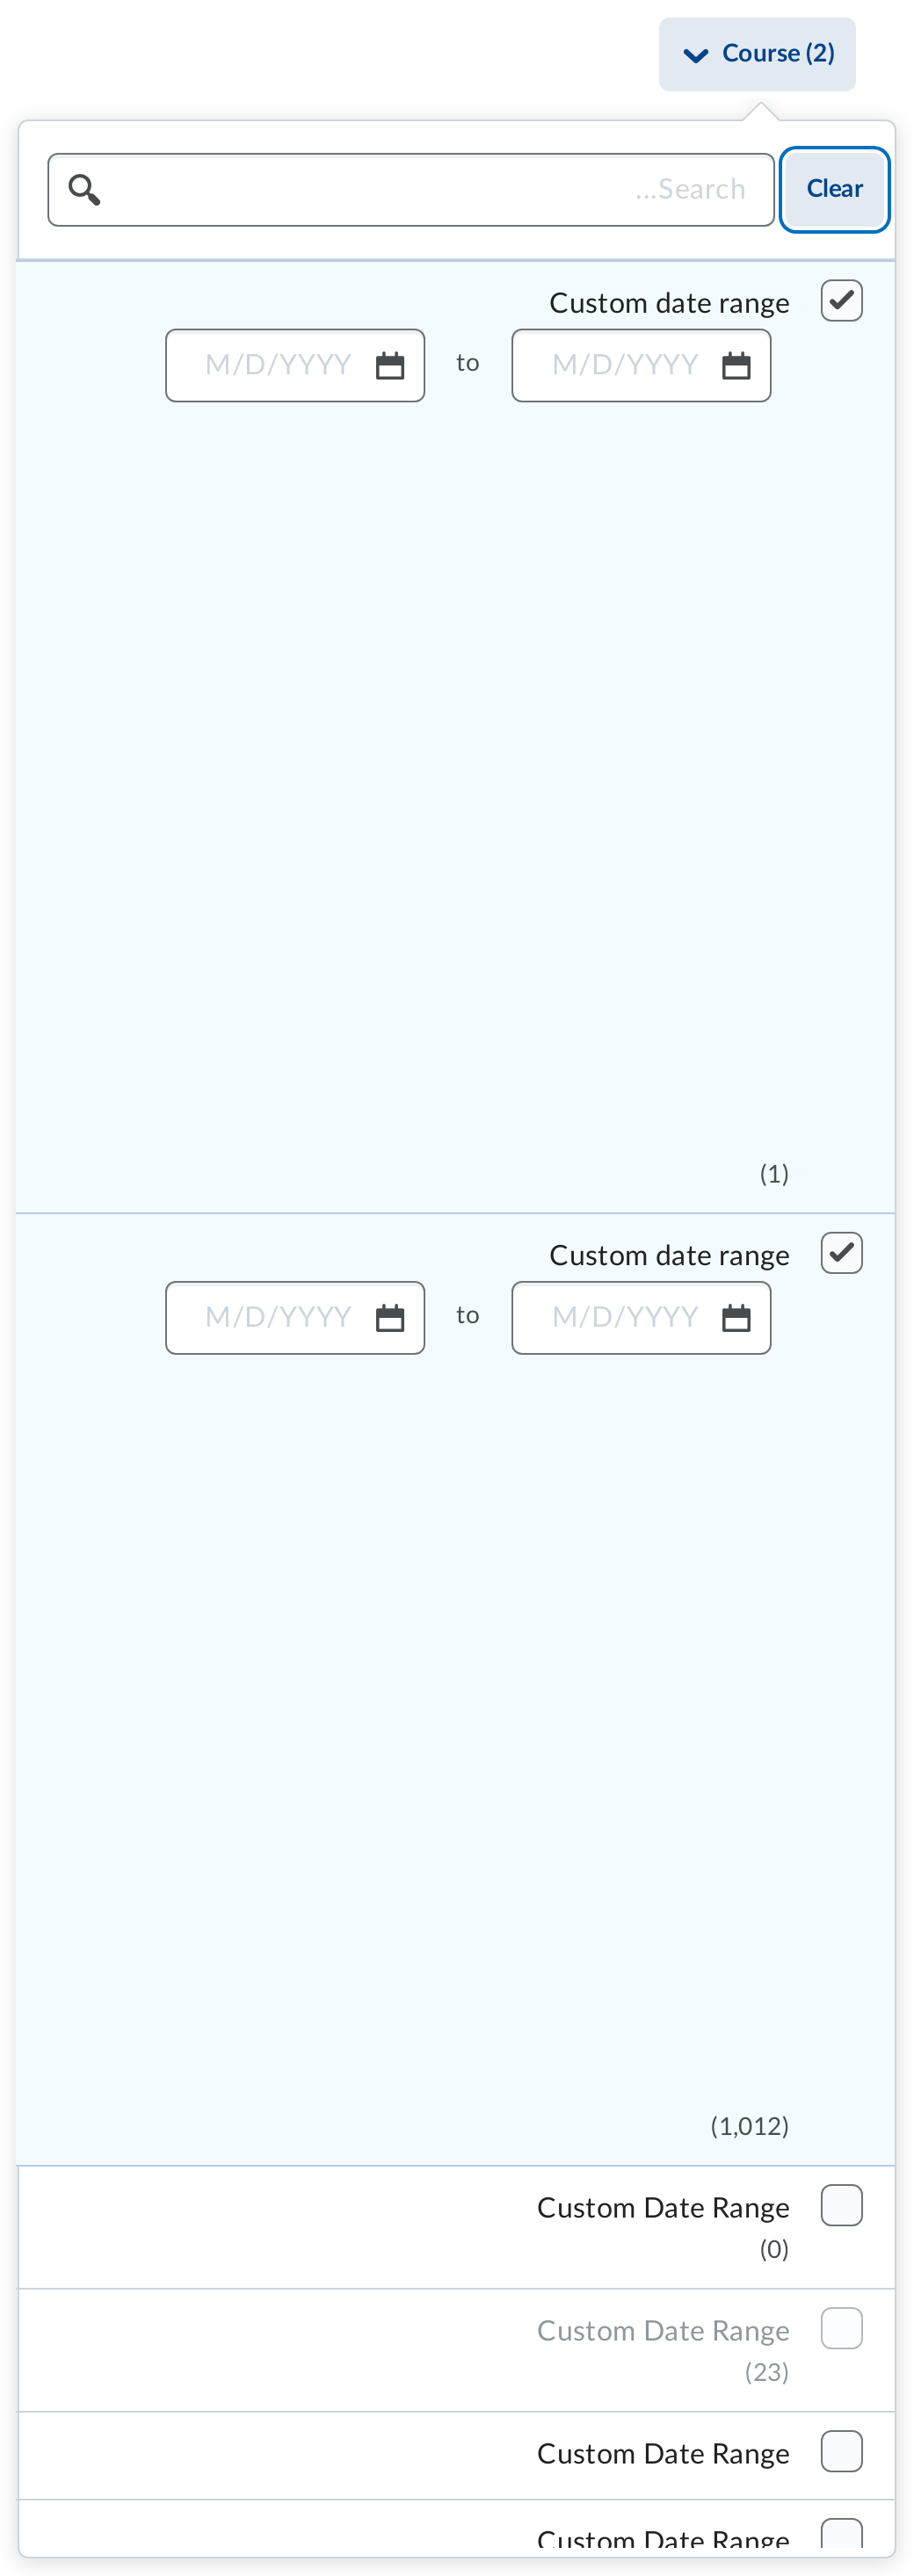 Course (2)
...Search
Clear
Custom date range
M/D/YYYY to M/D/YYYY
(1)
Custom date range
M/D/YYYY to M/D/YYYY
(1,012)
Custom Date Range
(0)
Custom Date Range
(23)
Custom Date Range
Custom Date Range